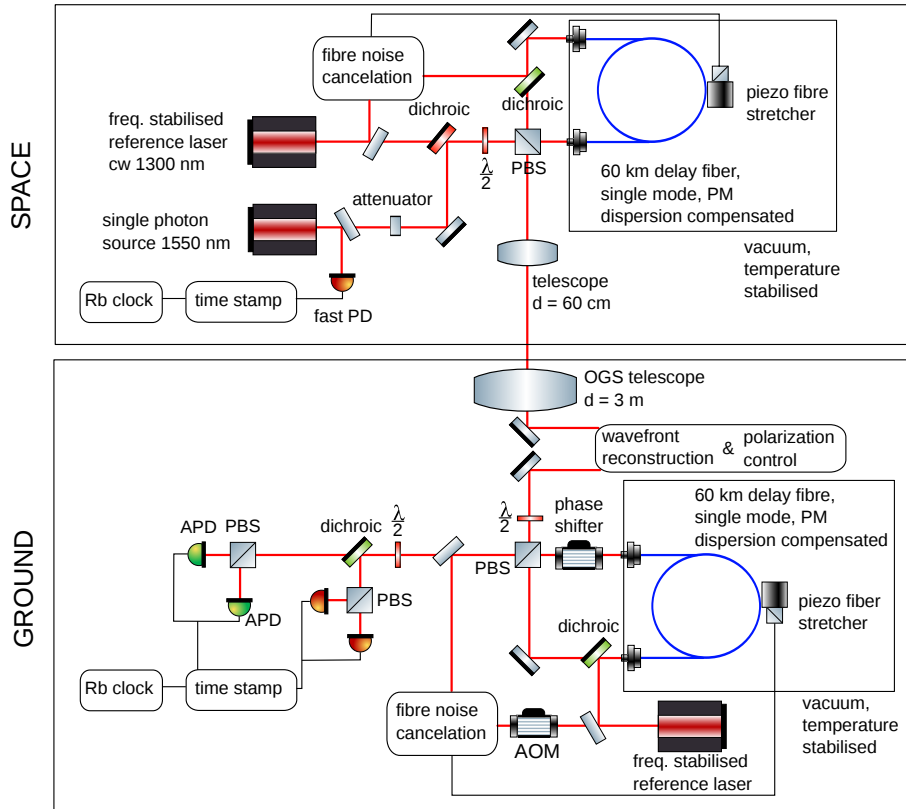 SPACE
fibre noise
cancelation
freq. stabilised
reference laser
cw 1300 nm
dichroic
dichroic
λ
2
PBS
piezo fibre
stretcher
60 km delay fiber,
single mode, PM
dispersion compensated
single photon
source 1550 nm
attenuator
vacuum,
temperature
stabilised
Rb clock
time stamp
fast PD
telescope
d = 60 cm
GROUND
OGS telescope
d = 3 m
wavefront
reconstruction
&
polarization
control
λ
2
phase
shifter
60 km delay fibre,
single mode, PM
dispersion compensated
APD
PBS
dichroic
λ
2
PBS
APD
PBS
piezo fiber
stretcher
dichroic
Rb clock
time stamp
fibre noise
cancelation
AOM
freq. stabilised
reference laser
vacuum,
temperature
stabilised